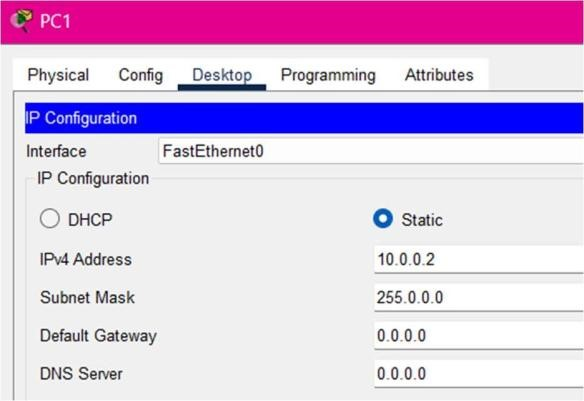 PC1
Physical Config Desktop Programming Attributes
IP Configuration
Interface FastEthernet0
IP Configuration
DHCP Static
IPv4 Address 10.0.0.2
Subnet Mask 255.0.0.0
Default Gateway 0.0.0.0
DNS Server 0.0.0.0